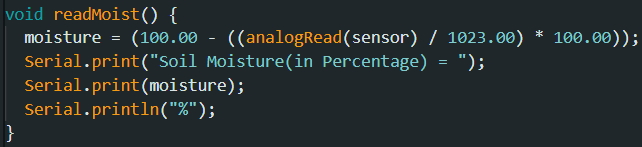 void readMoist() {
  moisture = (100.00 - ((analogRead(sensor) / 1023.00) * 100.00));
  Serial.print("Soil Moisture(in Percentage) = ");
  Serial.print(moisture);
  Serial.println("%");
}